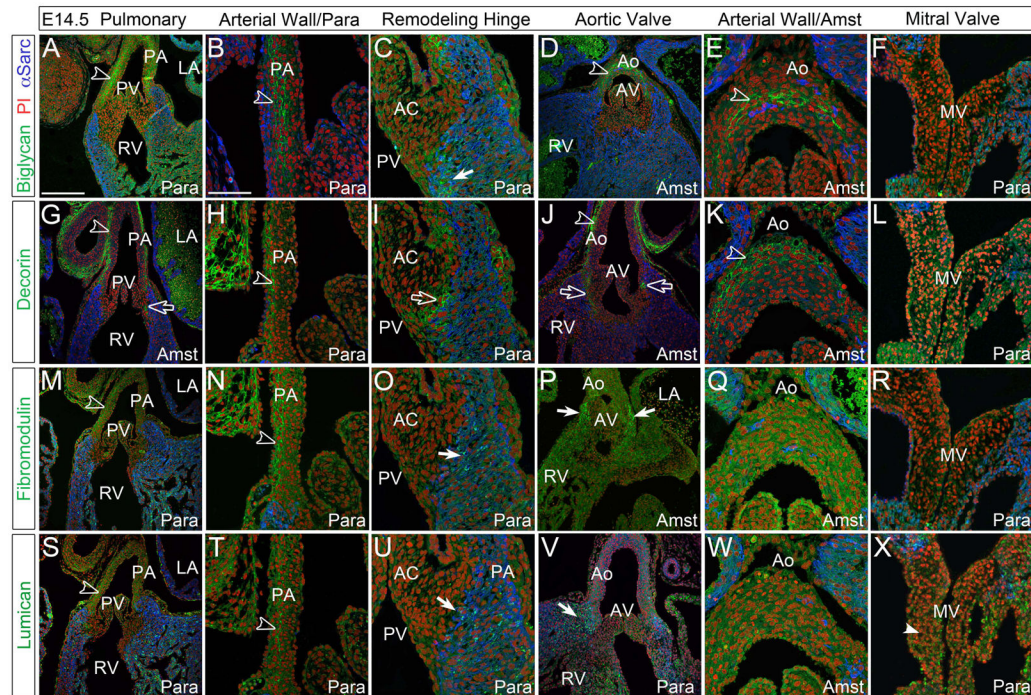 E14.5 Pulmonary Arterial Wall/Para Remodeling Hinge Aortic Valve Arterial Wall/Amst Mitral Valve
Biglycan PI αSarc
A PA LA PV RV Para
B PA Para
C AC PV Para
D Ao AV RV Amst
E Ao Amst
F MV Para
Decorin
G PA LA PV RV Amst
H PA Para
I AC PV Para
J Ao AV RV Amst
K Ao Amst
L MV Para
Fibromodulin
M LA PA PV RV Para
N PA Para
O AC PV Para
P Ao LA AV RV Amst
Q Ao Amst
R MV Para
Lumican
S PA LA PV RV Para
T PA Para
U AC PA PV Para
V Ao AV RV Para
W Ao Amst
X MV Para